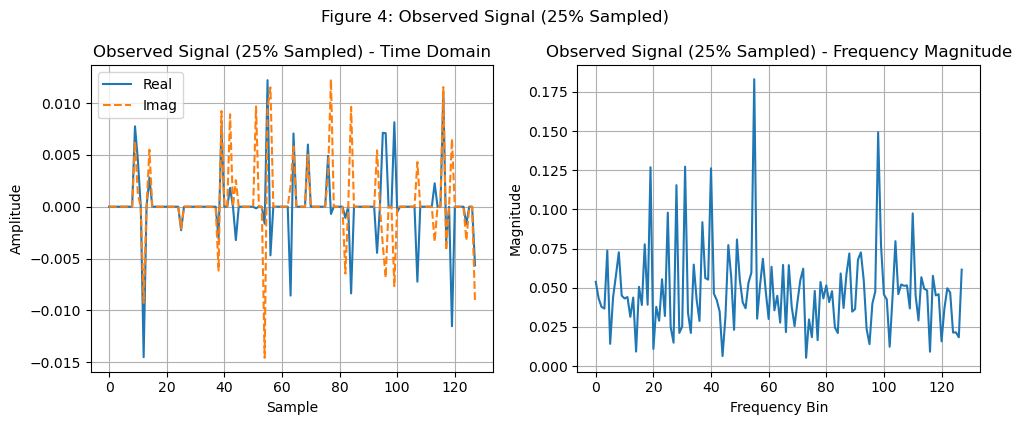 Figure 4: Observed Signal (25% Sampled)
Observed Signal (25% Sampled) - Time Domain
Real
Imag
0.010
0.005
0.000
−0.005
−0.010
−0.015
Amplitude
0 20 40 60 80 100 120
Sample
Observed Signal (25% Sampled) - Frequency Magnitude
0.175
0.150
0.125
0.100
0.075
0.050
0.025
0.000
Magnitude
0 20 40 60 80 100 120
Frequency Bin